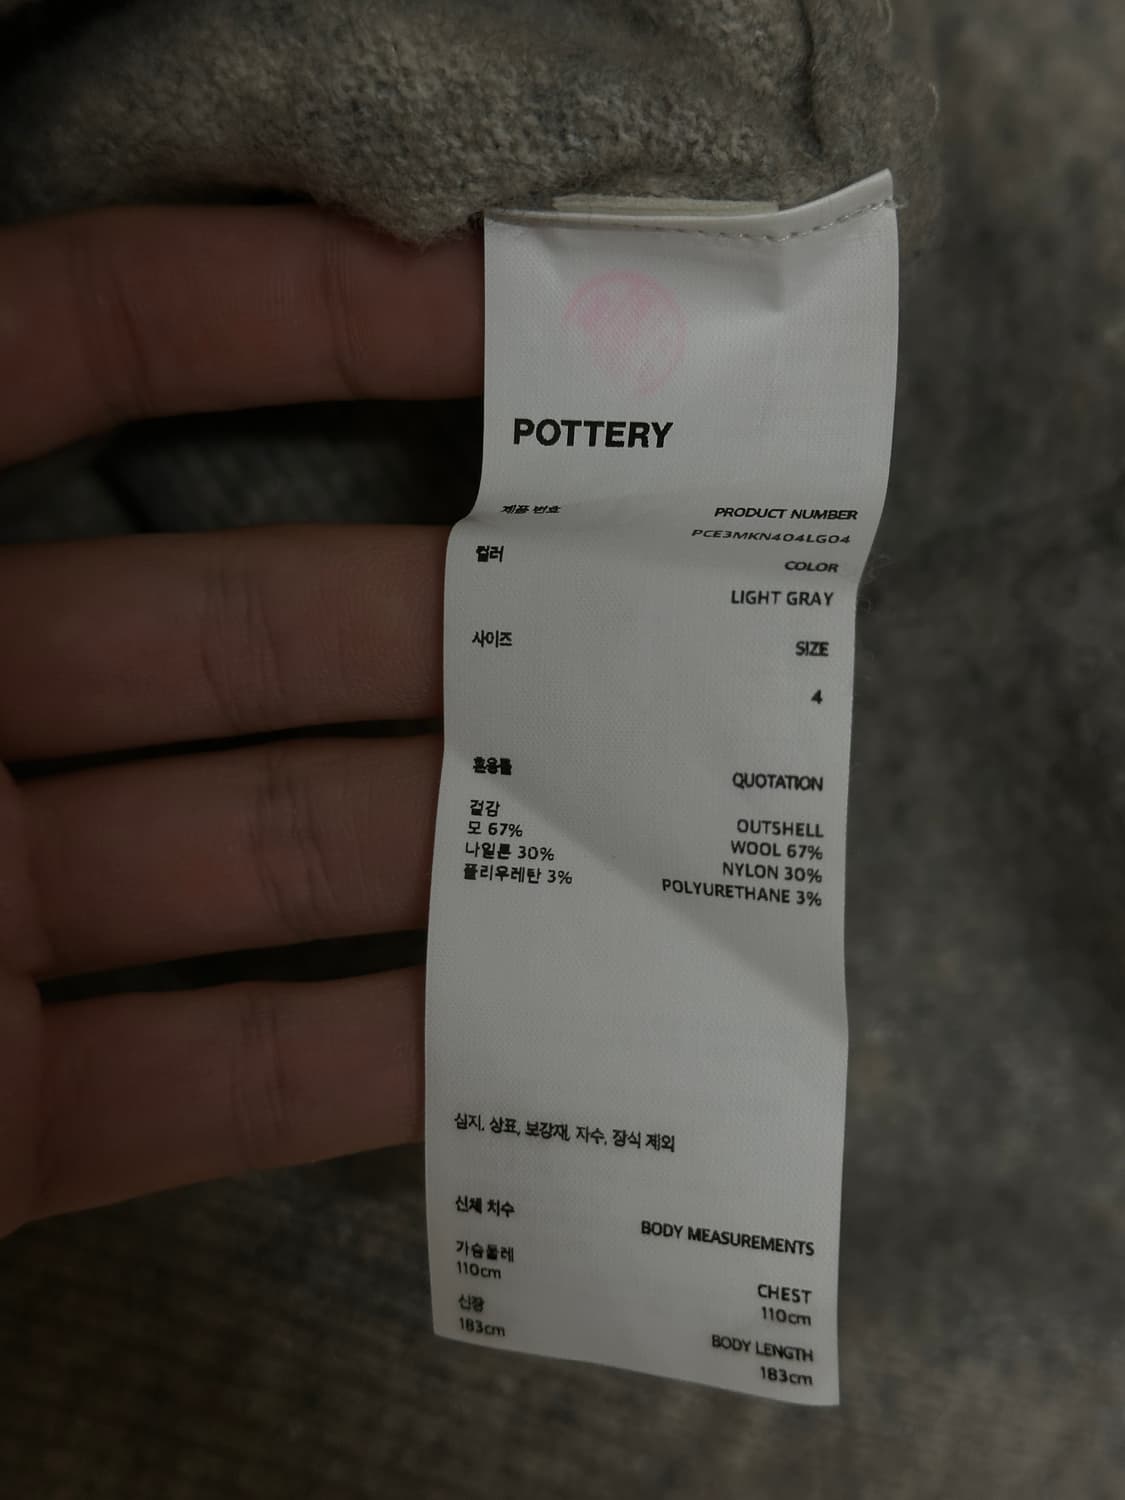 POTTERY
제품 번호
PRODUCT NUMBER
PCE3MKN404LG04
컬러
COLOR
LIGHT GRAY
사이즈
SIZE
4
혼용률
QUOTATION
겉감
모 67%
나일론 30%
폴리우레탄 3%
OUTSHELL
WOOL 67%
NYLON 30%
POLYURETHANE 3%
심지, 상표, 보강재, 자수, 장식 제외
신체 치수
BODY MEASUREMENTS
가슴둘레
110cm
신장
183cm
CHEST
110cm
BODY LENGTH
183cm